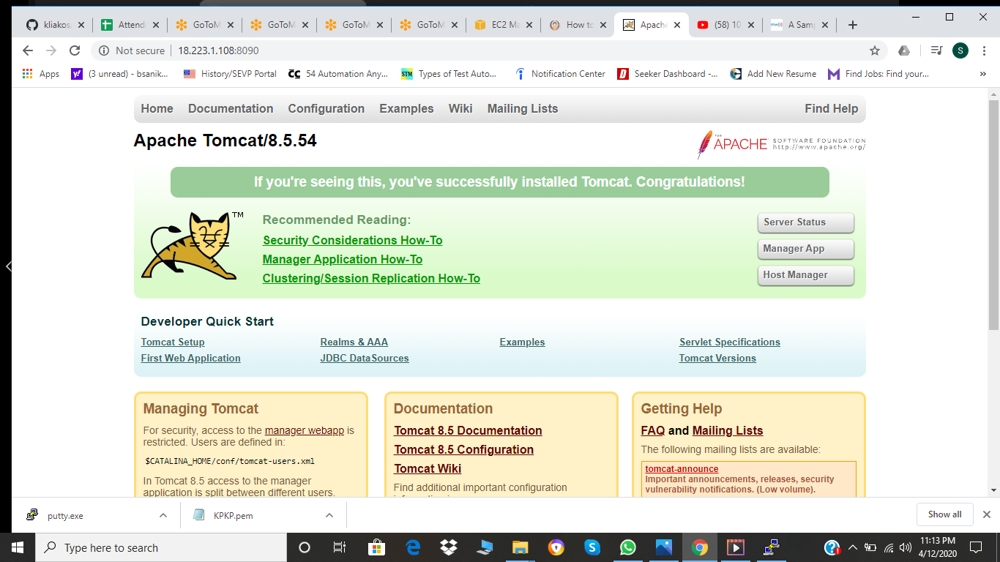 kliakos
Attend
GoToM
GoToM
GoToM
GoToM
EC2 Ma
How to
Apache
(58) 10
A Samp
Not secure
18.223.1.108:8090
S
Apps
(3 unread) - bsanik...
History/SEVP Portal
54 Automation Any...
STM
Types of Test Auto...
Notification Center
Seeker Dashboard -...
Add New Resume
Find Jobs: Find your...
Home
Documentation
Configuration
Examples
Wiki
Mailing Lists
Find Help
Apache Tomcat/8.5.54
THE
APACHE
SOFTWARE FOUNDATION
http://www.apache.org/
If you're seeing this, you've successfully installed Tomcat. Congratulations!
TM
Recommended Reading:
Security Considerations How-To
Manager Application How-To
Clustering/Session Replication How-To
Server Status
Manager App
Host Manager
Developer Quick Start
Tomcat Setup
Realms & AAA
Examples
Servlet Specifications
First Web Application
JDBC DataSources
Tomcat Versions
Managing Tomcat
For security, access to the manager webapp is
restricted. Users are defined in:
$CATALINA_HOME/conf/tomcat-users.xml
In Tomcat 8.5 access to the manager
application is split between different users.
Documentation
Tomcat 8.5 Documentation
Tomcat 8.5 Configuration
Tomcat Wiki
Find additional important configuration
Getting Help
FAQ and Mailing Lists
The following mailing lists are available:
tomcat-announce
Important announcements, releases, security
vulnerability notifications. (Low volume).
putty.exe
KPKP.pem
Show all
Type here to search
11:13 PM
4/12/2020